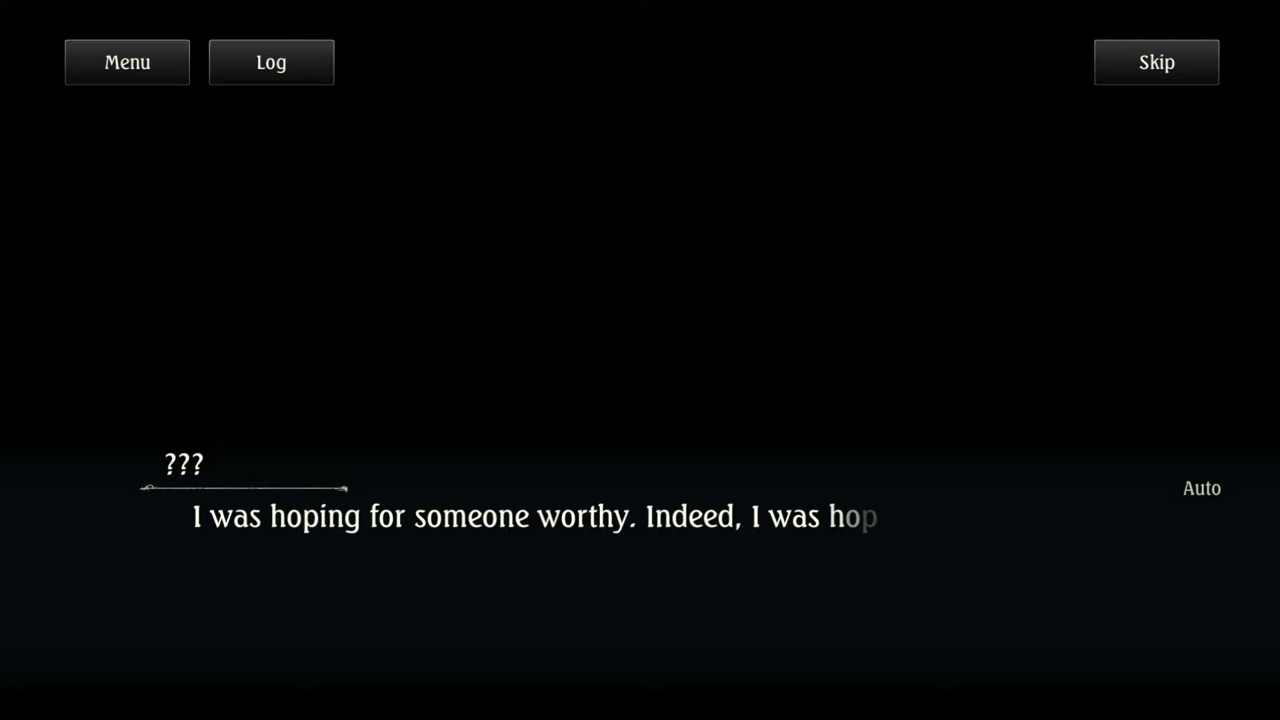 Menu
Log
Skip
???
Auto
I was hoping for someone worthy. Indeed, I was hop